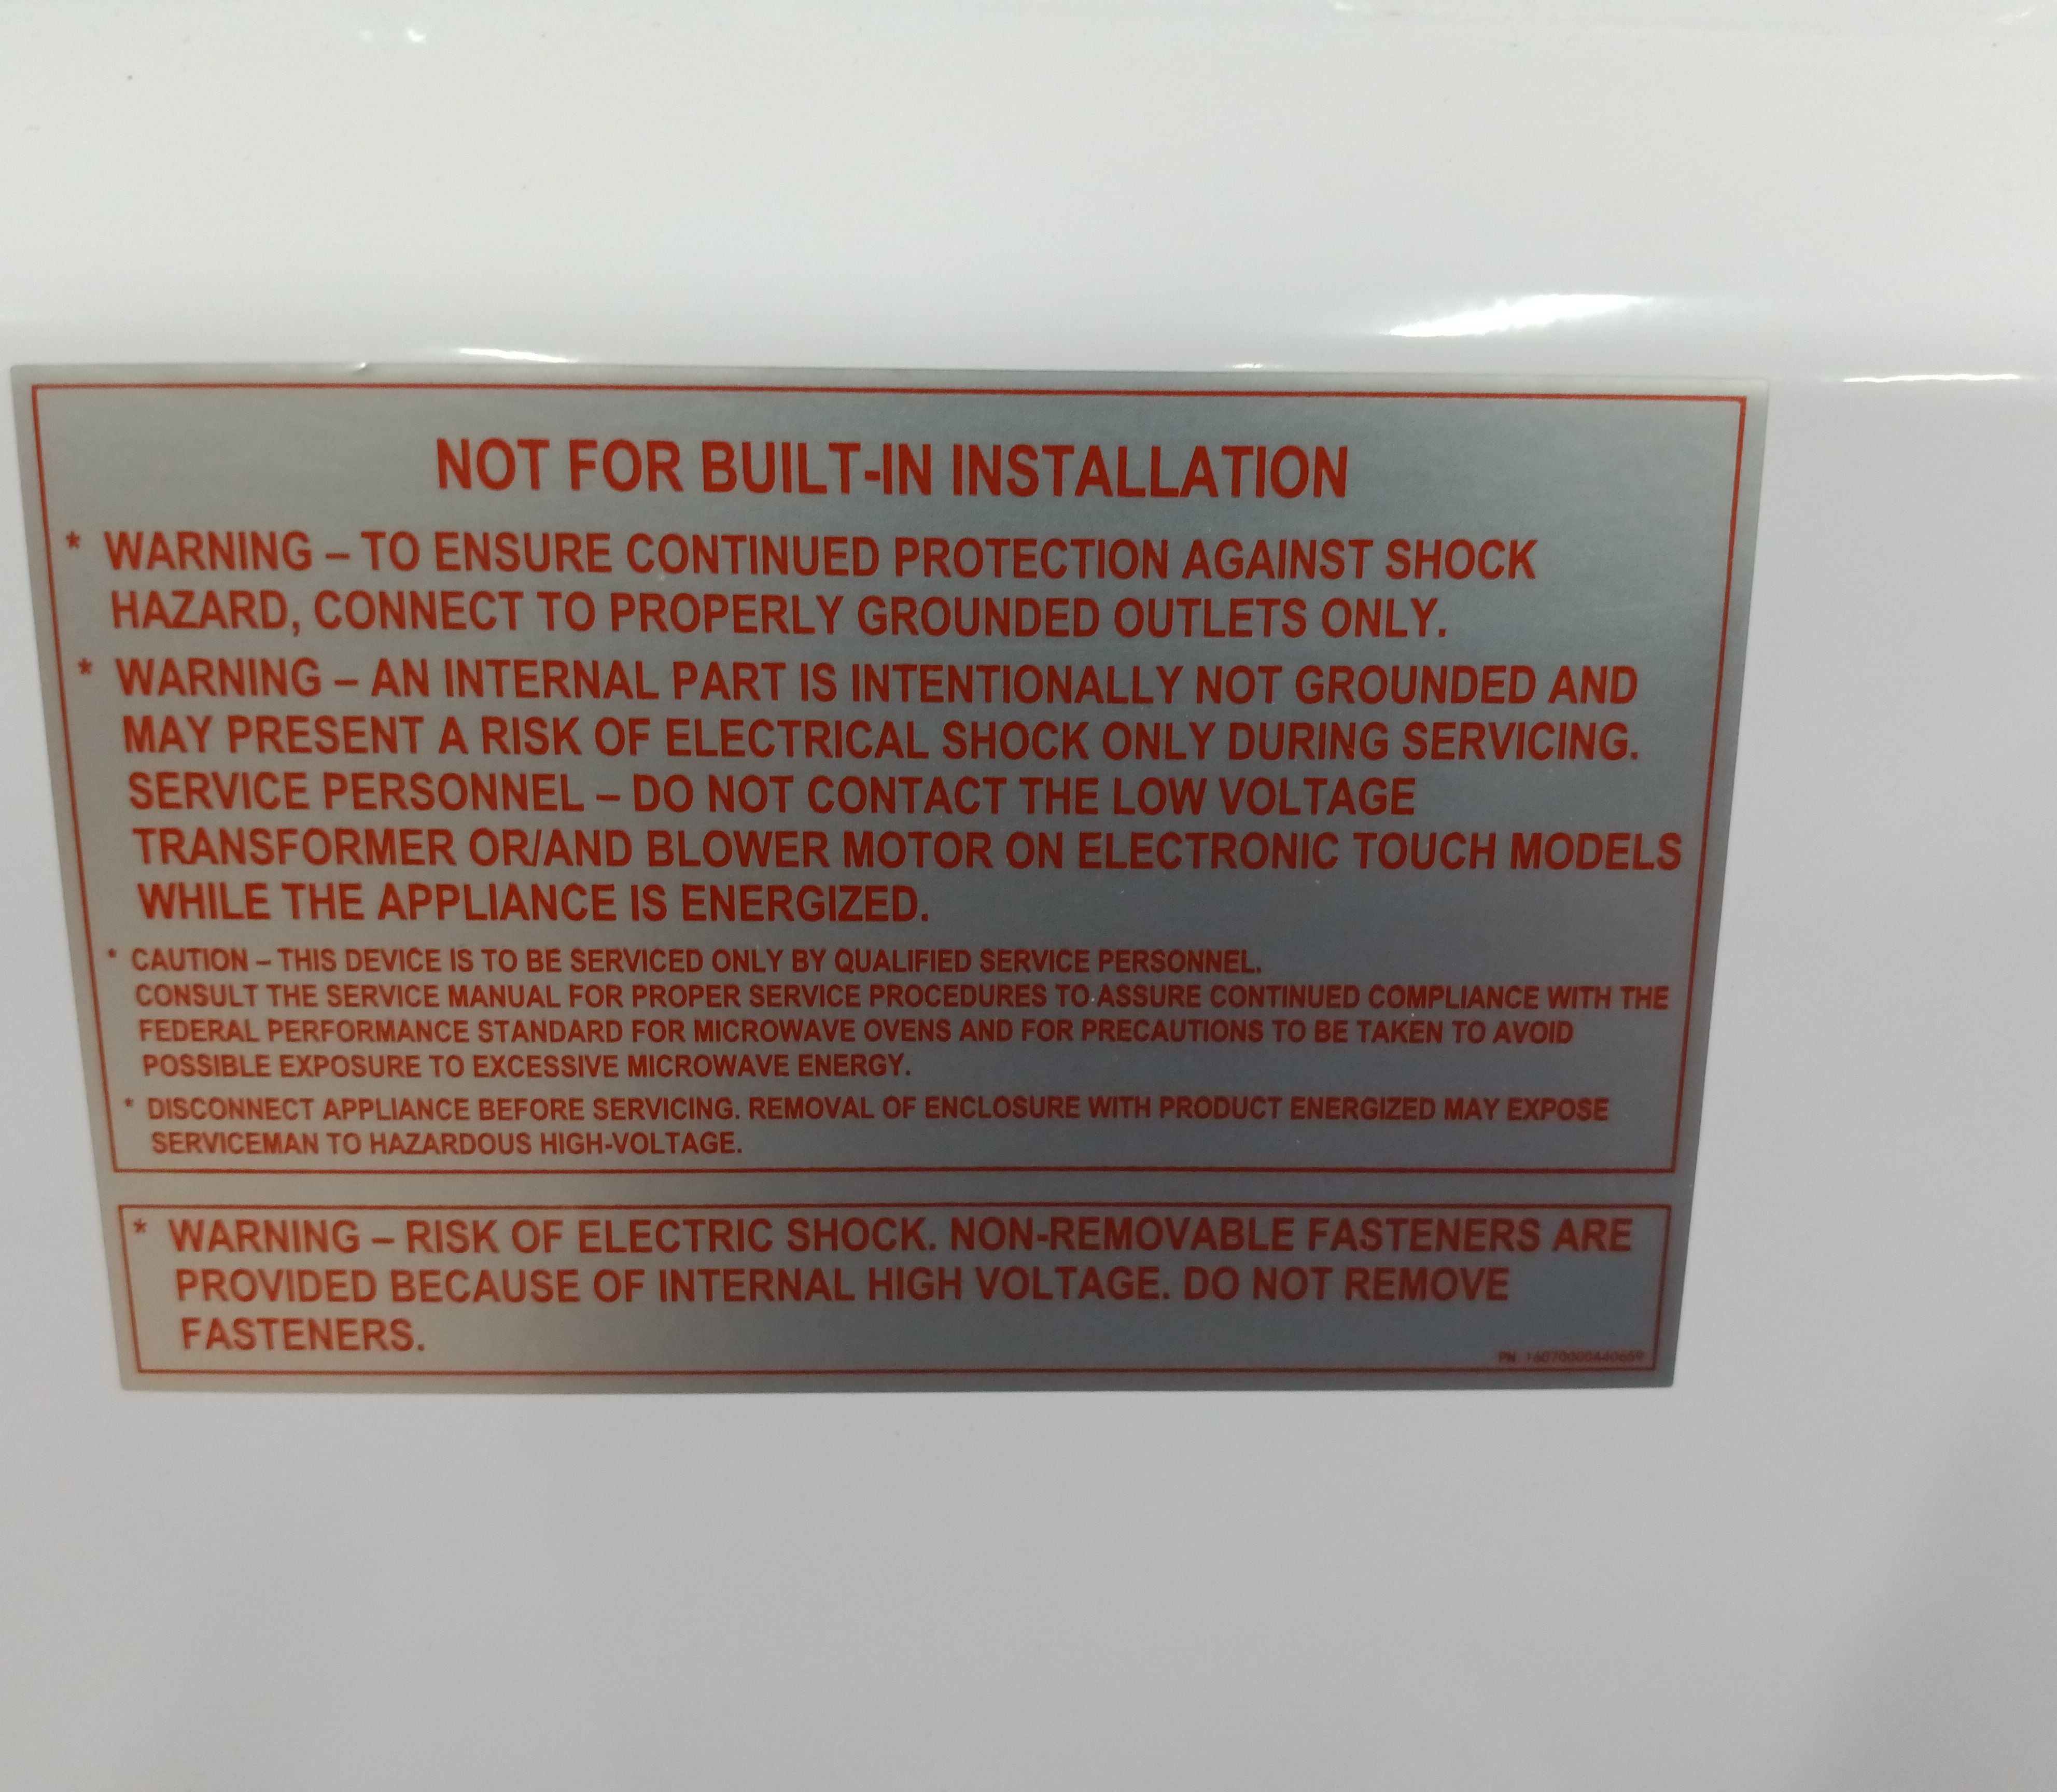 NOT FOR BUILT-IN INSTALLATION
* WARNING – TO ENSURE CONTINUED PROTECTION AGAINST SHOCK
HAZARD, CONNECT TO PROPERLY GROUNDED OUTLETS ONLY.
* WARNING – AN INTERNAL PART IS INTENTIONALLY NOT GROUNDED AND
MAY PRESENT A RISK OF ELECTRICAL SHOCK ONLY DURING SERVICING.
SERVICE PERSONNEL – DO NOT CONTACT THE LOW VOLTAGE
TRANSFORMER OR/AND BLOWER MOTOR ON ELECTRONIC TOUCH MODELS
WHILE THE APPLIANCE IS ENERGIZED.
* CAUTION – THIS DEVICE IS TO BE SERVICED ONLY BY QUALIFIED SERVICE PERSONNEL.
CONSULT THE SERVICE MANUAL FOR PROPER SERVICE PROCEDURES TO ASSURE CONTINUED COMPLIANCE WITH THE
FEDERAL PERFORMANCE STANDARD FOR MICROWAVE OVENS AND FOR PRECAUTIONS TO BE TAKEN TO AVOID
POSSIBLE EXPOSURE TO EXCESSIVE MICROWAVE ENERGY.
* DISCONNECT APPLIANCE BEFORE SERVICING. REMOVAL OF ENCLOSURE WITH PRODUCT ENERGIZED MAY EXPOSE
SERVICEMAN TO HAZARDOUS HIGH-VOLTAGE.
* WARNING – RISK OF ELECTRIC SHOCK. NON-REMOVABLE FASTENERS ARE
PROVIDED BECAUSE OF INTERNAL HIGH VOLTAGE. DO NOT REMOVE
FASTENERS.
PN: